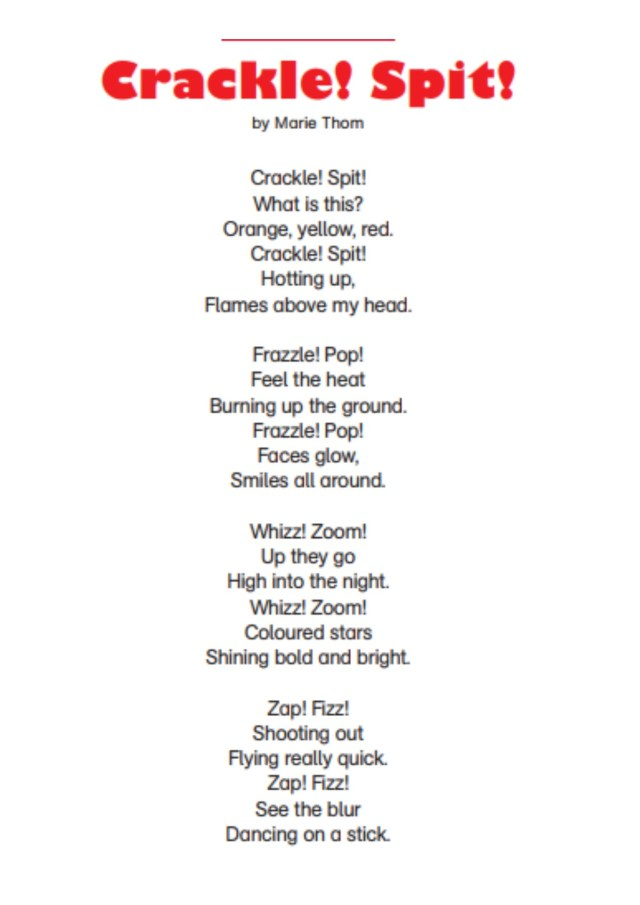 Crackle! Spit!
by Marie Thom
Crackle! Spit!
What is this?
Orange, yellow, red.
Crackle! Spit!
Hotting up,
Flames above my head.
Frazzle! Pop!
Feel the heat
Burning up the ground.
Frazzle! Pop!
Faces glow,
Smiles all around.
Whizz! Zoom!
Up they go
High into the night.
Whizz! Zoom!
Coloured stars
Shining bold and bright.
Zap! Fizz!
Shooting out
Flying really quick.
Zap! Fizz!
See the blur
Dancing on a stick.